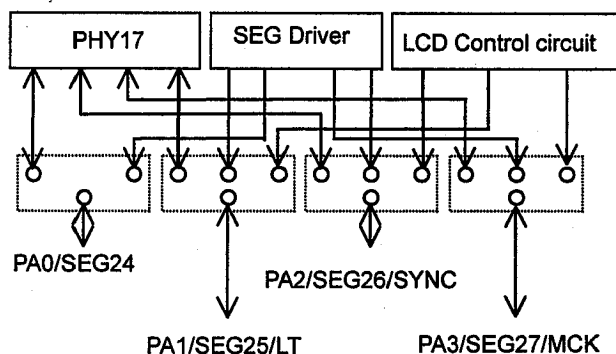 PHY17
SEG Driver
LCD Control circuit
PA0/SEG24
PA2/SEG26/SYNC
PA1/SEG25/LT
PA3/SEG27/MCK